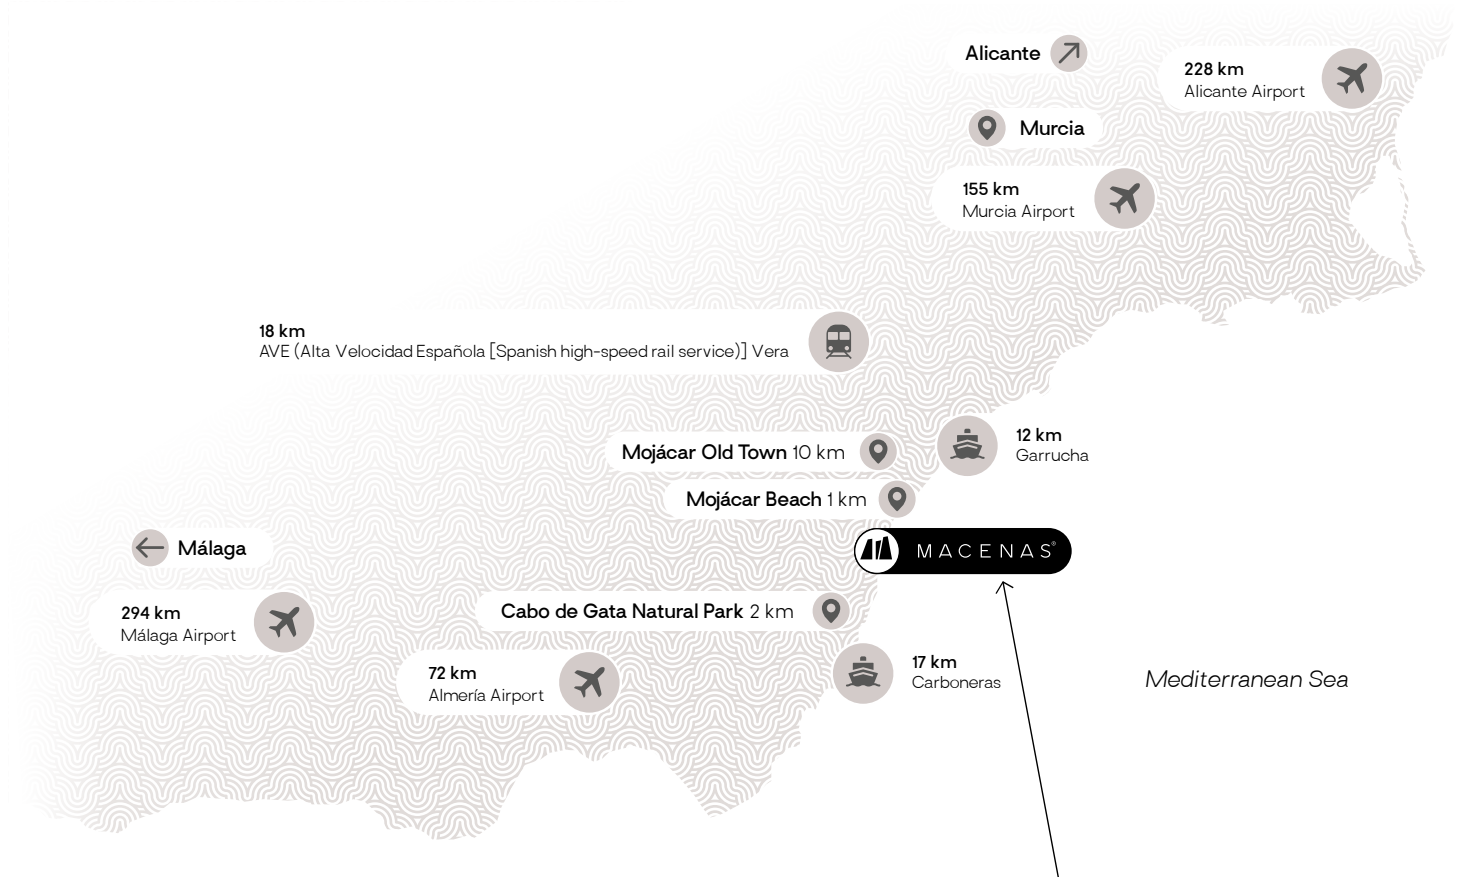 Alicante
228 km
Alicante Airport
Murcia
155 km
Murcia Airport
18 km
AVE (Alta Velocidad Española [Spanish high-speed rail service)] Vera
Mojácar Old Town 10 km
12 km
Garrucha
Mojácar Beach 1 km
MACENAS®
Málaga
294 km
Málaga Airport
Cabo de Gata Natural Park 2 km
72 km
Almería Airport
17 km
Carboneras
Mediterranean Sea